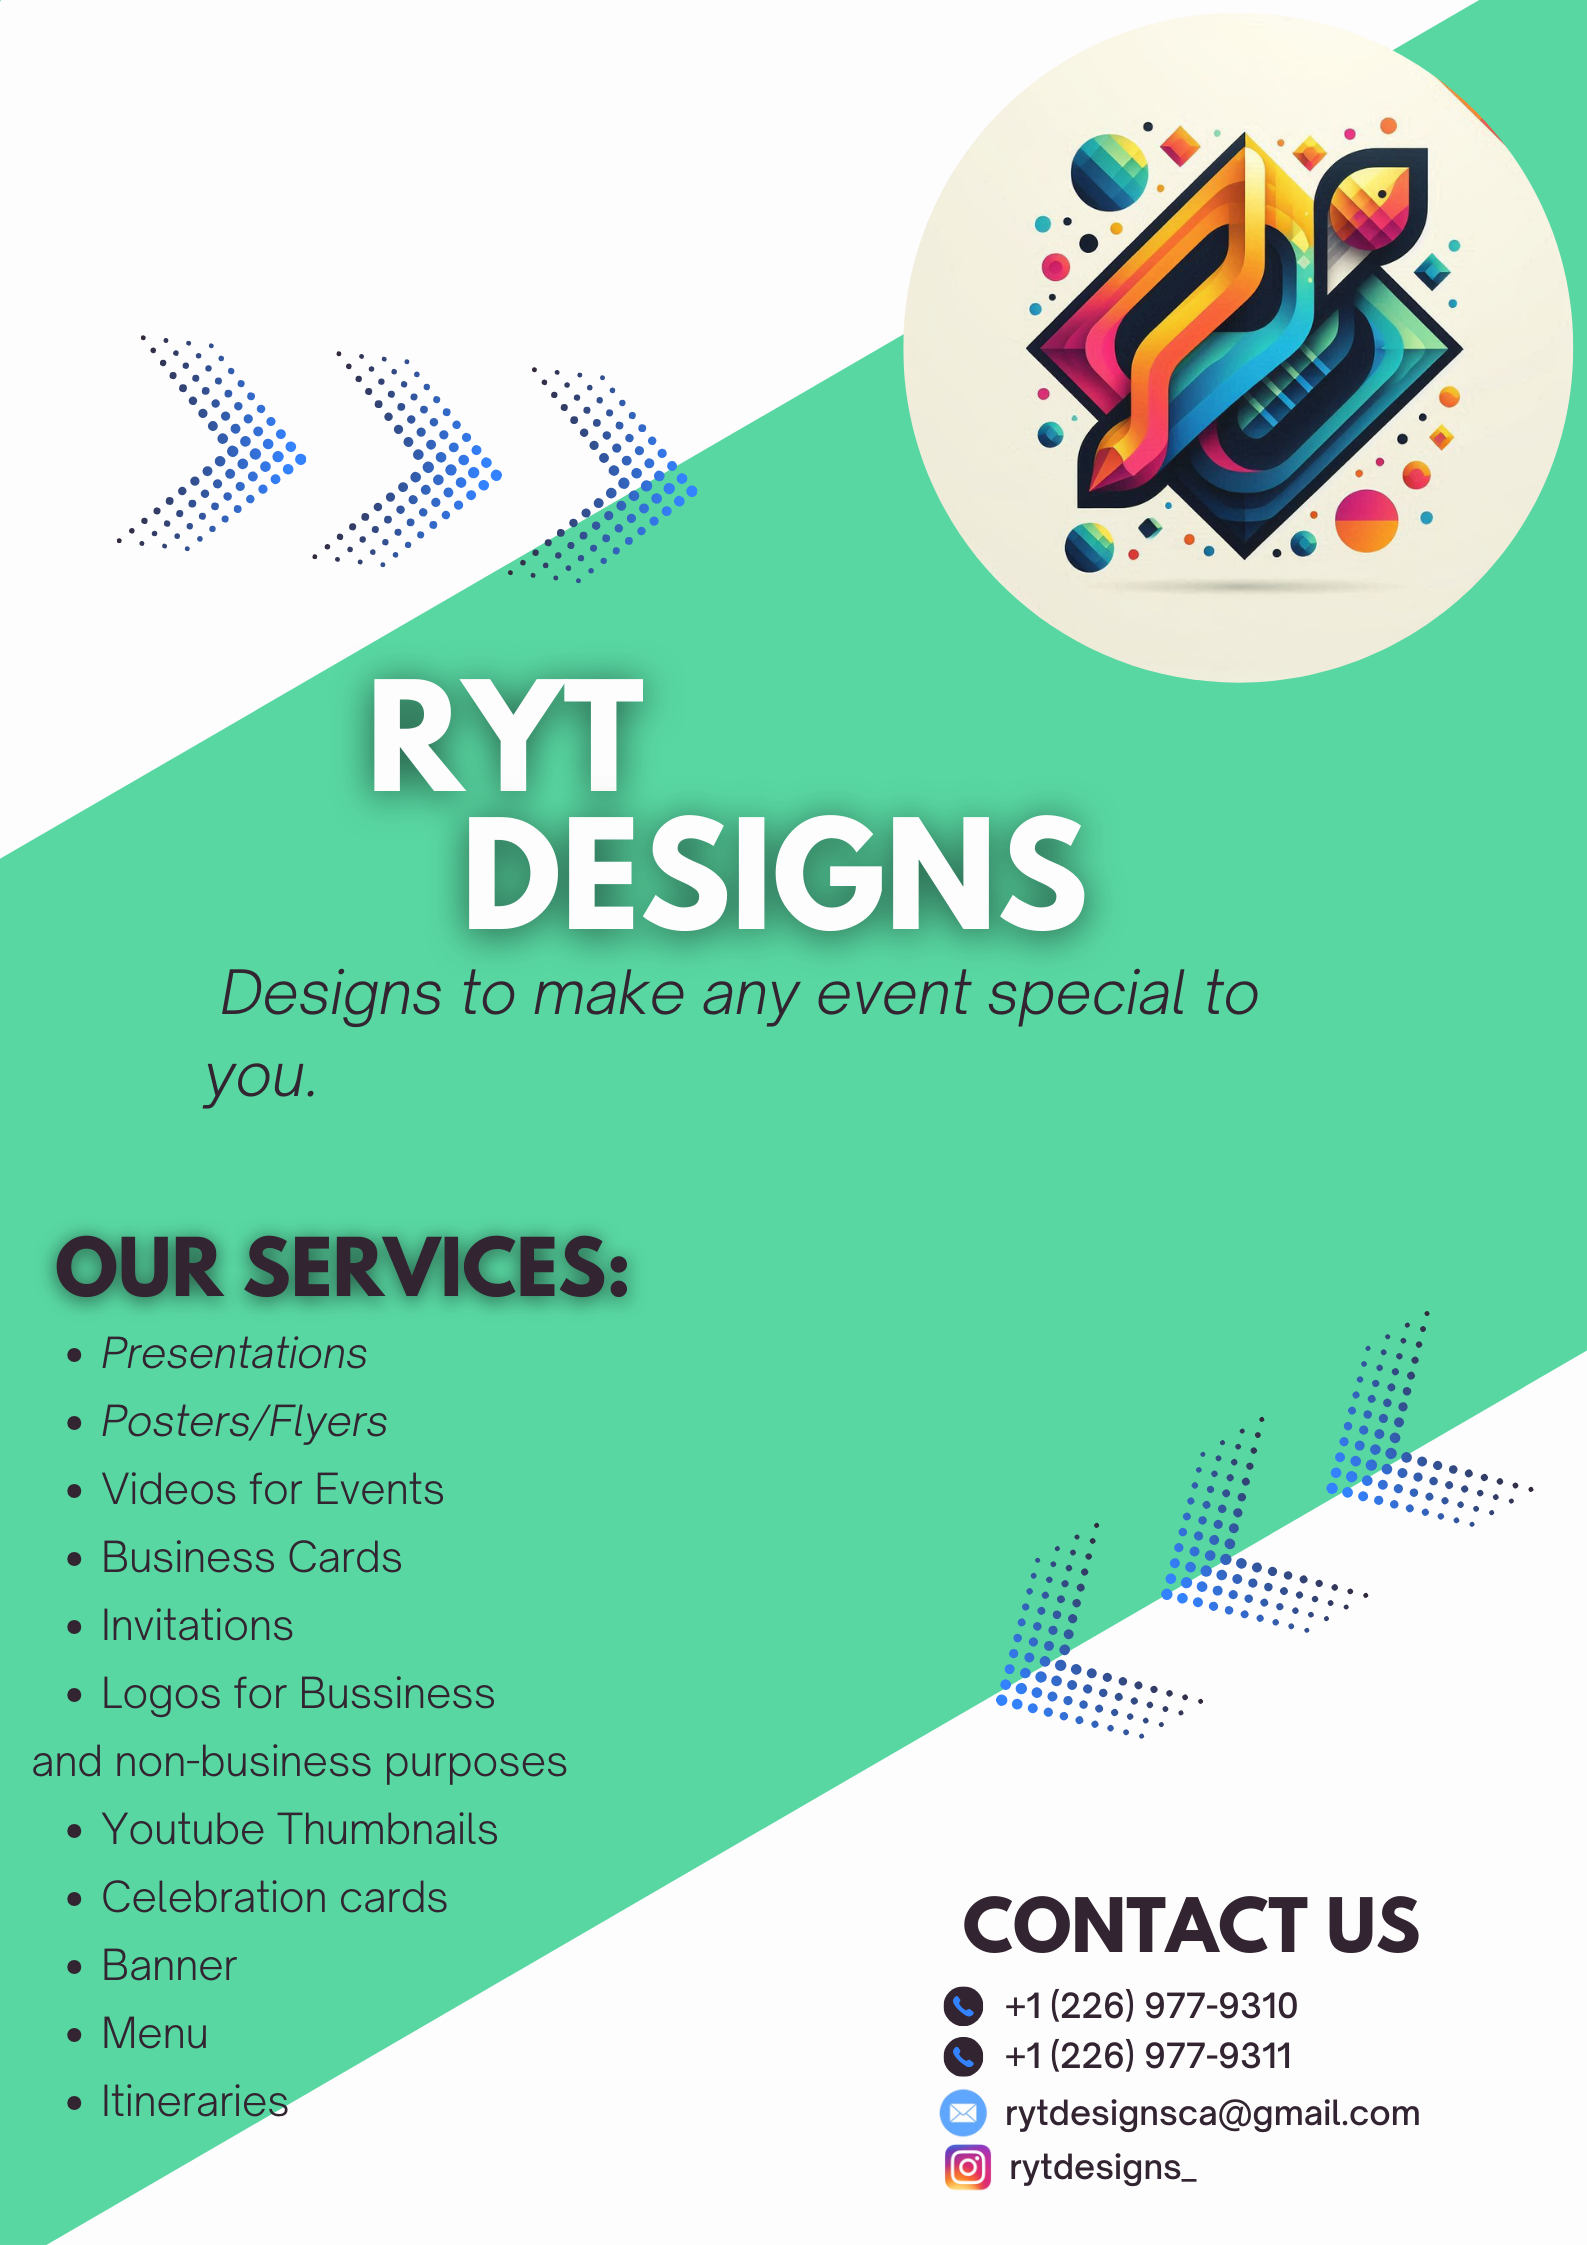 RYT
DESIGNS
Designs to make any event special to
you.
OUR SERVICES:
• Presentations
• Posters/Flyers
• Videos for Events
• Business Cards
• Invitations
• Logos for Bussiness
and non-business purposes
• Youtube Thumbnails
• Celebration cards
• Banner
• Menu
• Itineraries
CONTACT US
+1 (226) 977-9310
+1 (226) 977-9311
rytdesignsca@gmail.com
rytdesigns_